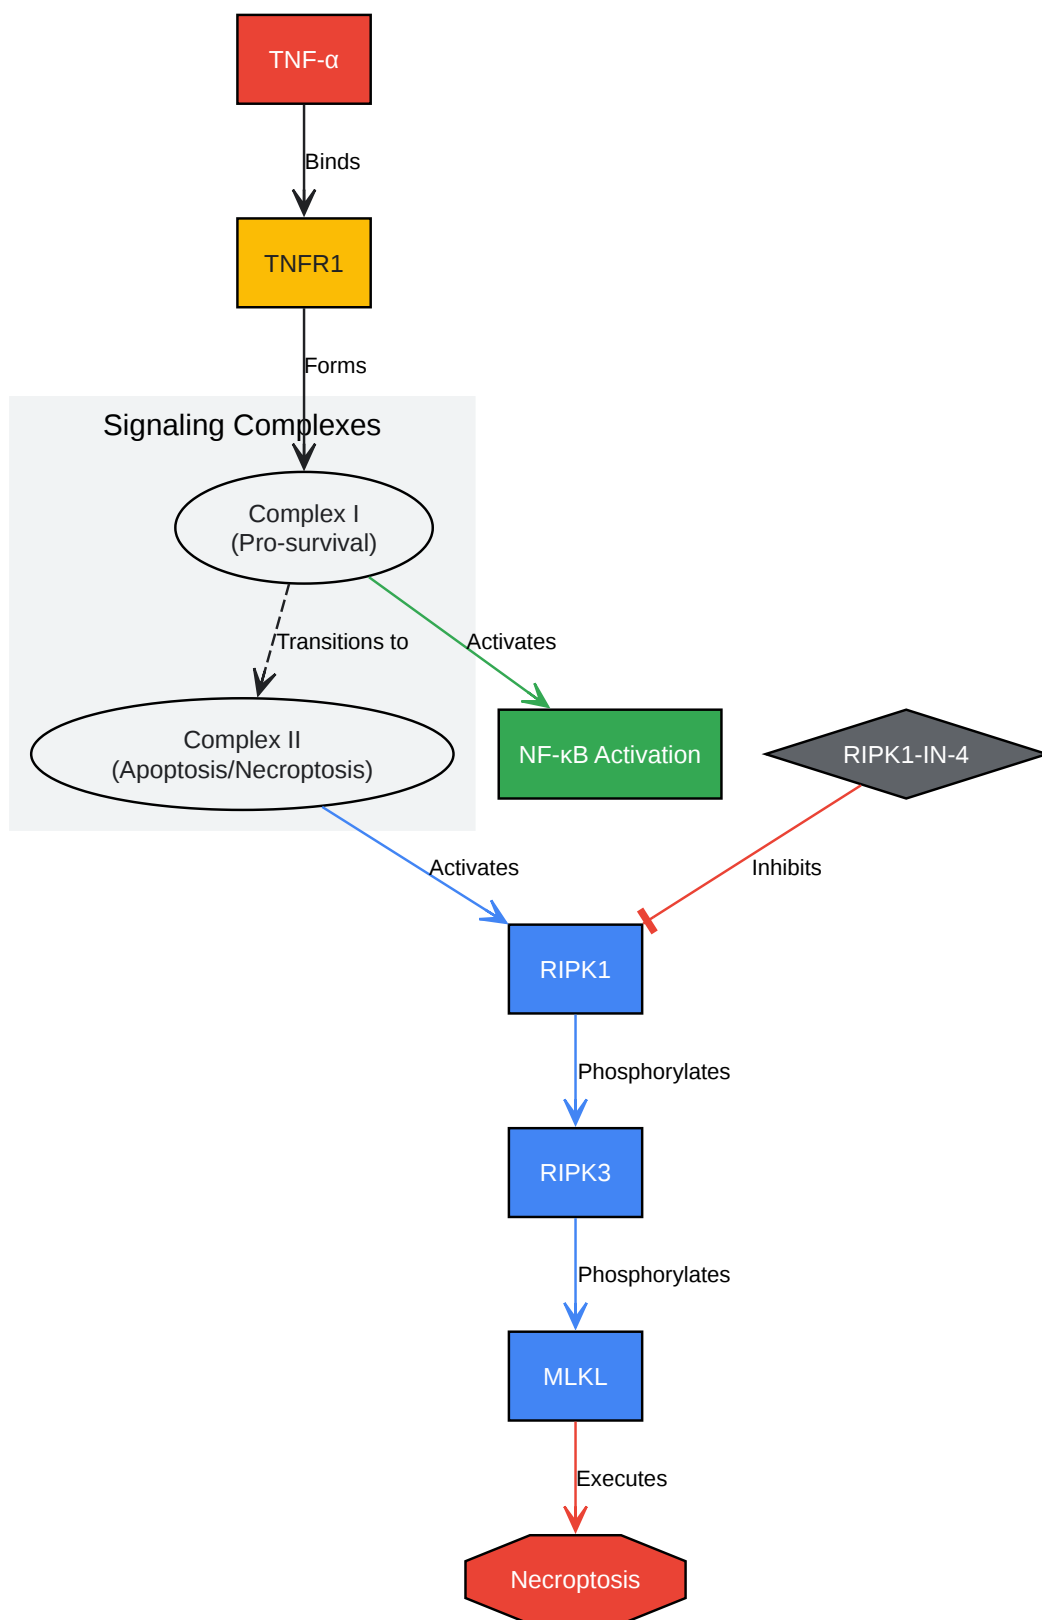 TNF-α
Binds
TNFR1
Forms
Signaling Complexes
Complex I
(Pro-survival)
Transitions to
Activates
Complex II
(Apoptosis/Necroptosis)
NF-κB Activation
RIPK1-IN-4
Activates
Inhibits
RIPK1
Phosphorylates
RIPK3
Phosphorylates
MLKL
Executes
Necroptosis